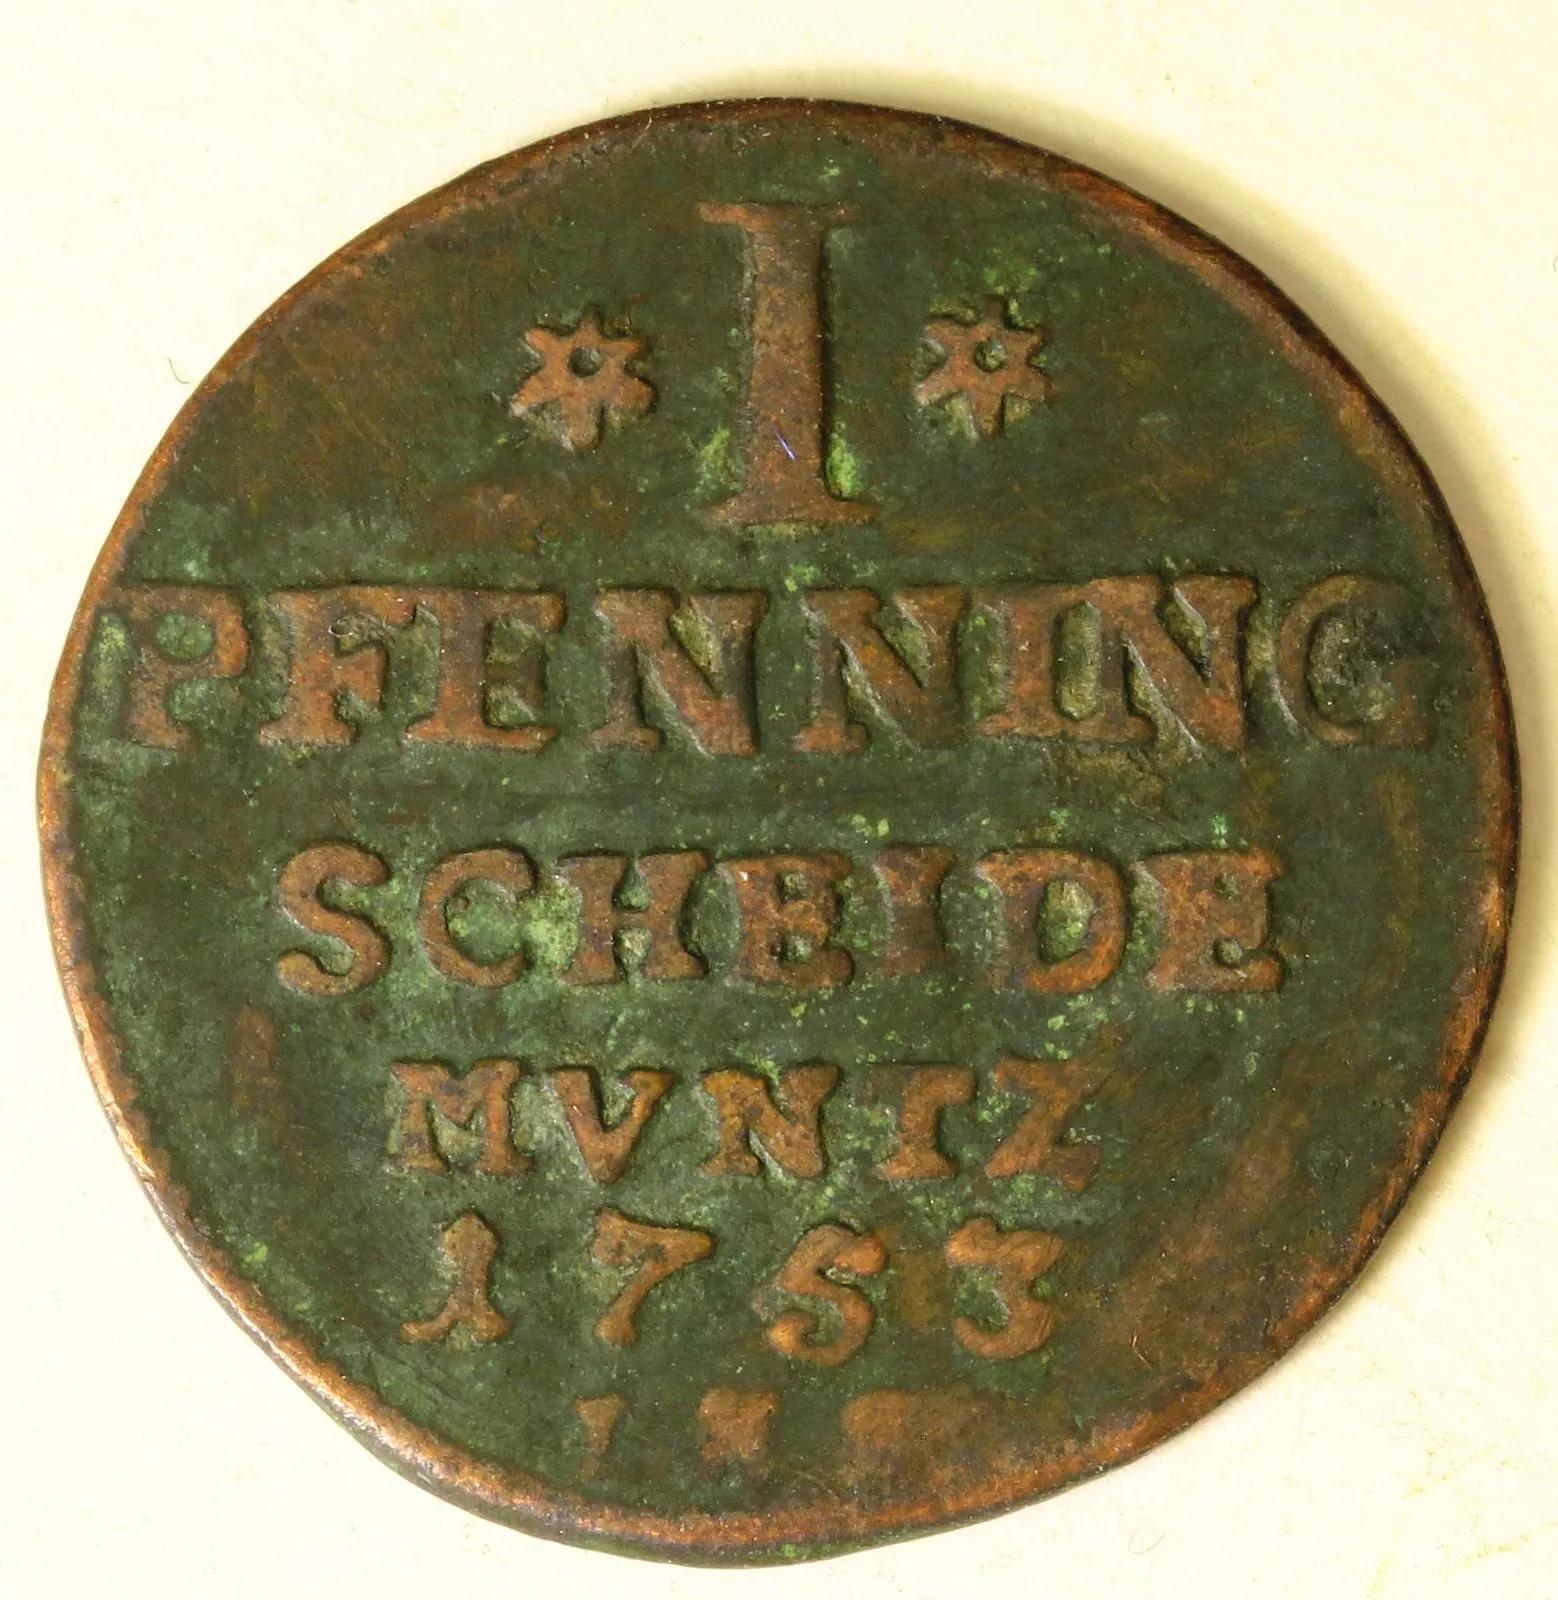 I
PFENNING
SCHEIDE
MVNTZ
1753